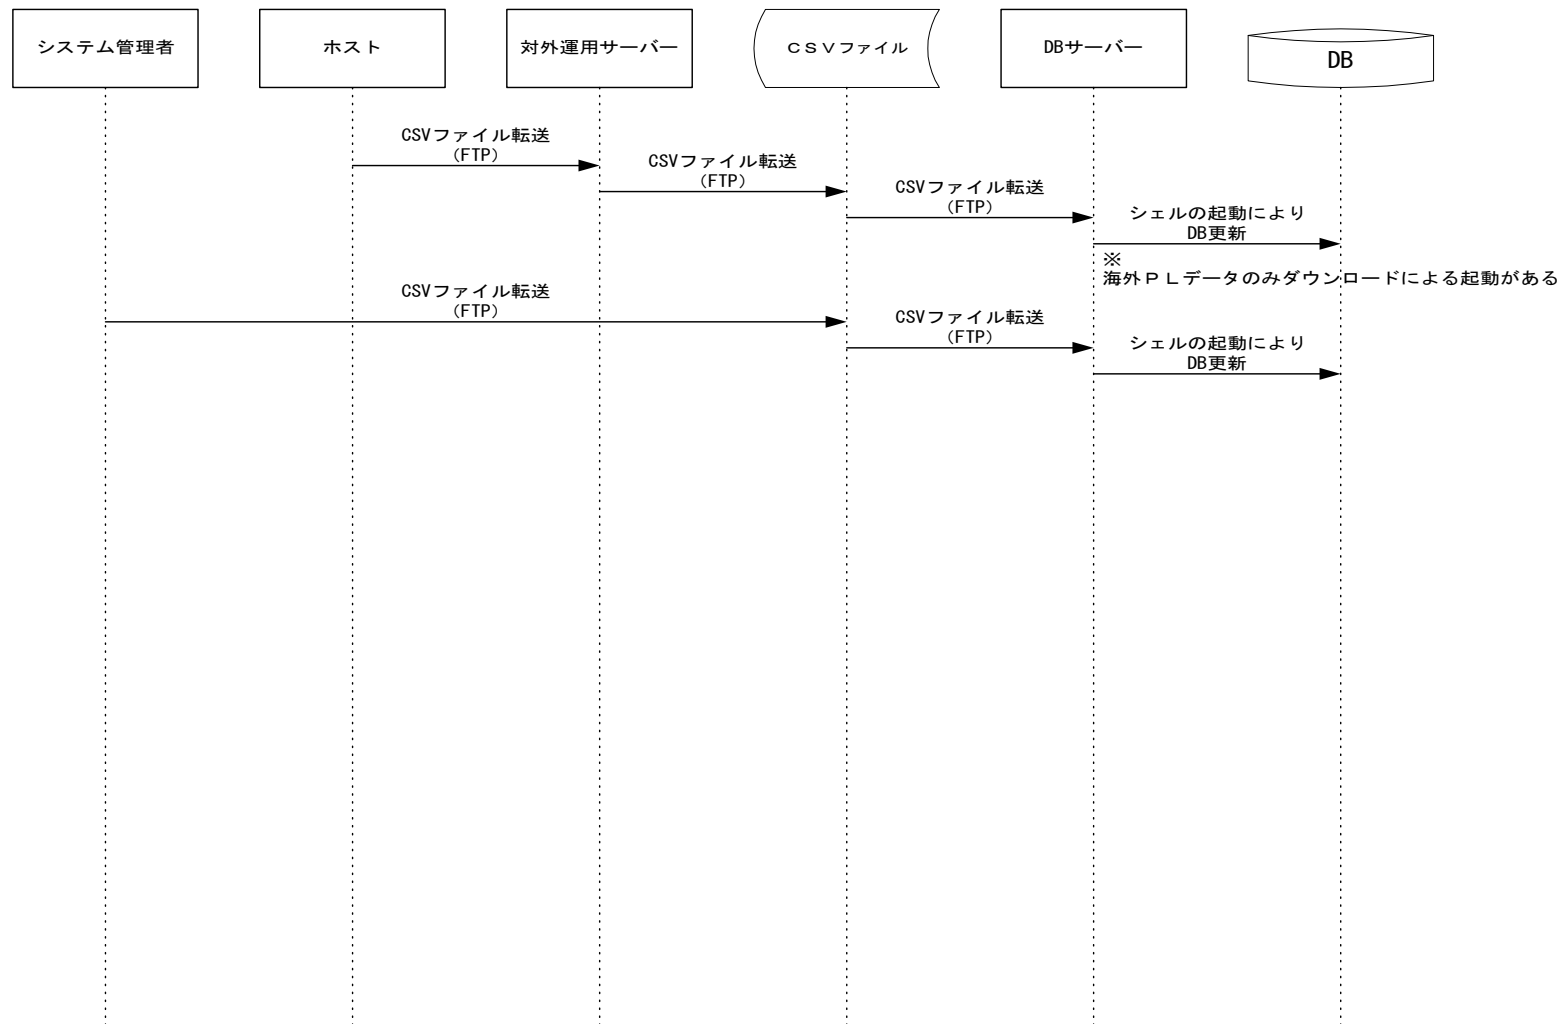 システム管理者
ホスト
対外運用サーバー
ＣＳＶファイル
DBサーバー
DB
CSVファイル転送
(FTP)
CSVファイル転送
(FTP)
CSVファイル転送
(FTP)
シェルの起動により
DB更新
※
海外ＰＬデータのみダウンロードによる起動がある
CSVファイル転送
(FTP)
CSVファイル転送
(FTP)
シェルの起動により
DB更新